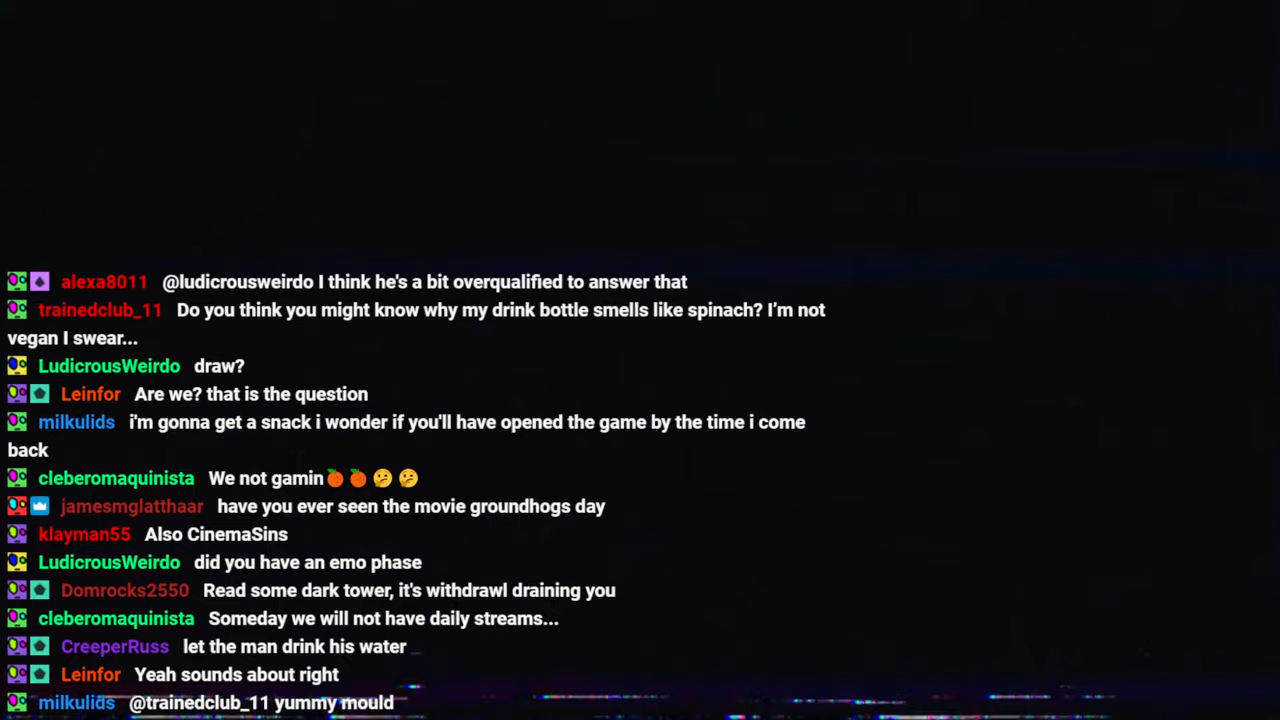 alexa8011 @ludicrousweirdo I think he's a bit overqualified to answer that
trainedclub_11 Do you think you might know why my drink bottle smells like spinach? I’m not
vegan I swear...
LudicrousWeirdo draw?
Leinfor Are we? that is the question
milkulids i'm gonna get a snack i wonder if you'll have opened the game by the time i come
back
cleberomaquinista We not gamin🍊🍊🤔🤔
jamesmglatthaar have you ever seen the movie groundhogs day
klayman55 Also CinemaSins
LudicrousWeirdo did you have an emo phase
Domrocks2550 Read some dark tower, it's withdrawl draining you
cleberomaquinista Someday we will not have daily streams...
CreeperRuss let the man drink his water
Leinfor Yeah sounds about right
milkulids @trainedclub_11 yummy mould